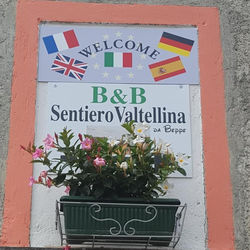 WELCOME
B&B
Sentiero Valtellina
da Beppe